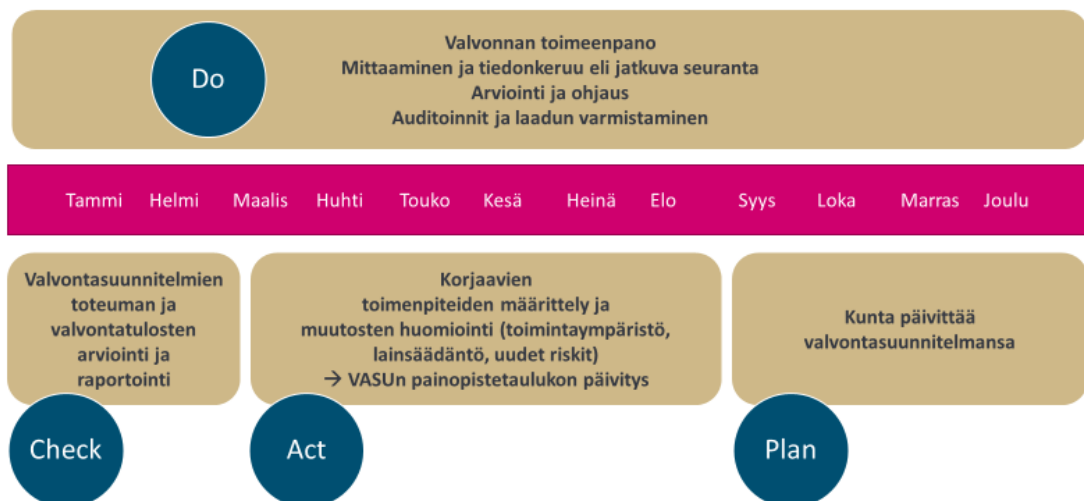 Do
Valvonnan toimeenpano
Mittaaminen ja tiedonkeruu eli jatkuva seuranta
Arviointi ja ohjaus
Auditoinnit ja laadun varmistaminen
Tammi Helmi Maalis Huhti Touko Kesä Heinä Elo Syys Loka Marras Joulu
Valvontasuunnitelmien
toteuman ja
valvontatulosten
arviointi ja
raportointi
Check
Korjaavien
toimenpiteiden määrittely ja
muutosten huomiointi (toimintaympäristö,
lainsäädäntö, uudet riskit)
→ VASUn painopistetaulukon päivitys
Act
Kunta päivittää
valvontasuunnitelmansa
Plan